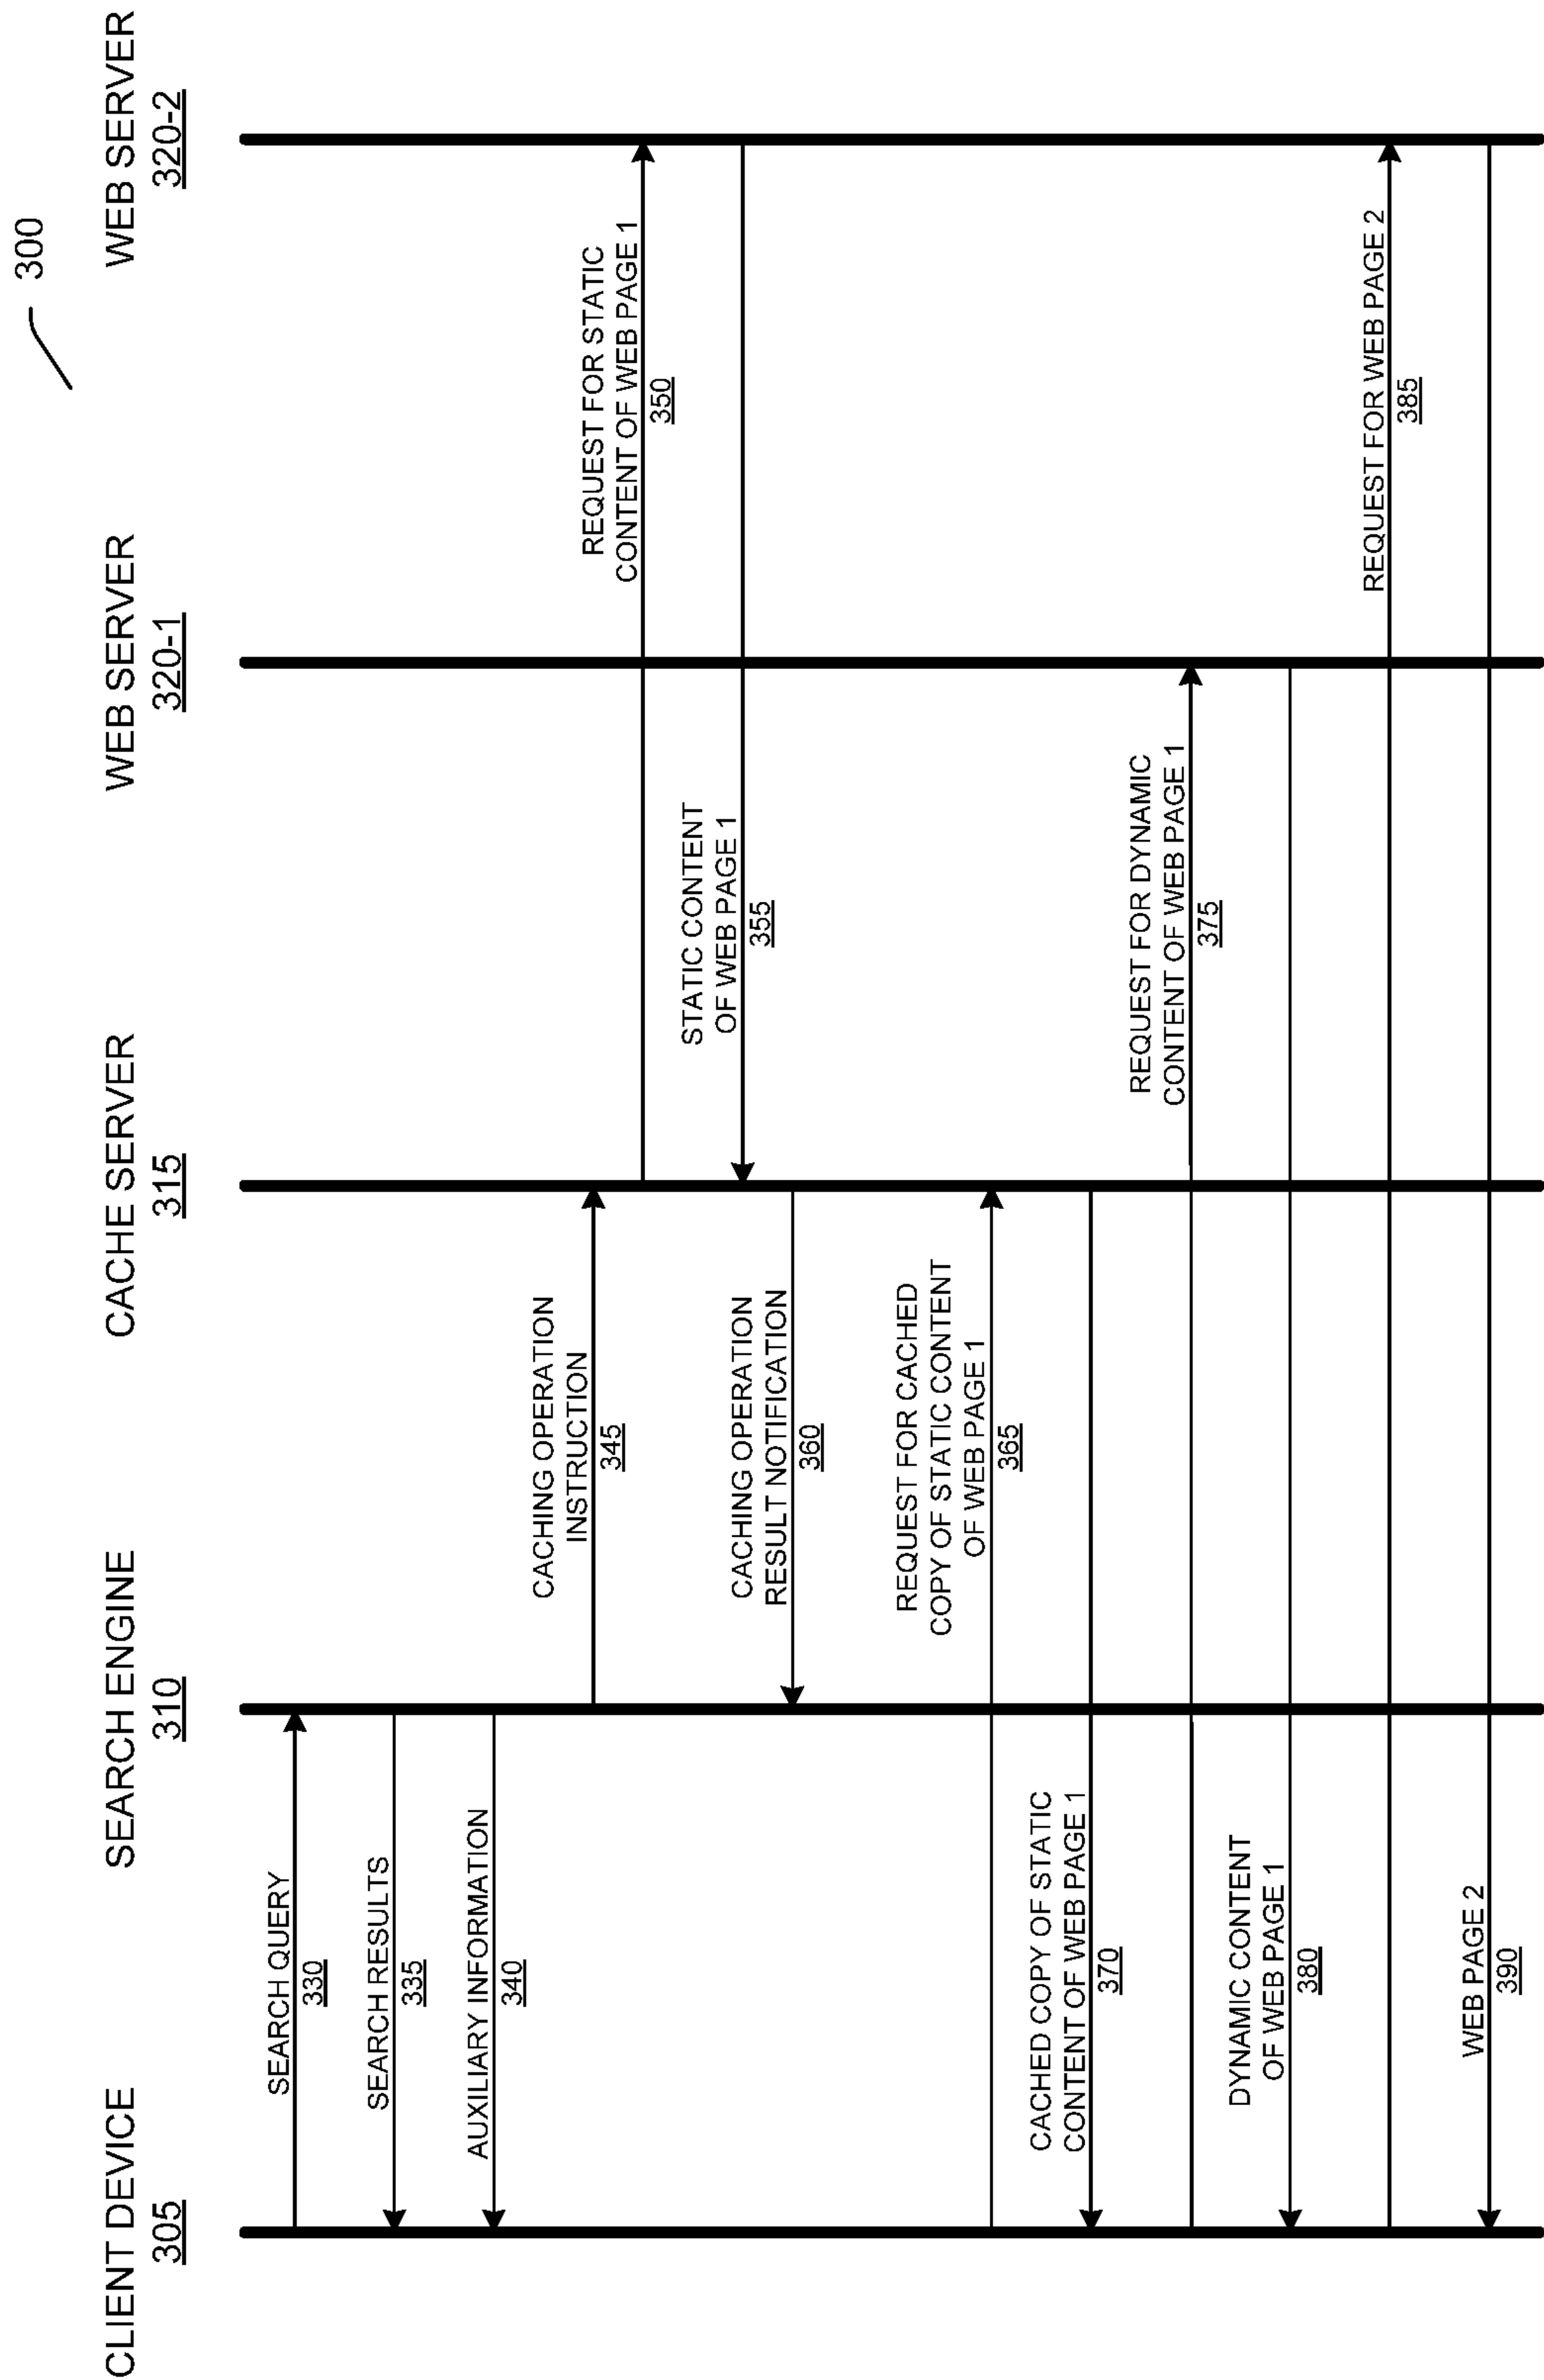 300
CLIENT DEVICE
305
SEARCH ENGINE
310
CACHE SERVER
315
WEB SERVER
320-1
WEB SERVER
320-2
SEARCH QUERY
330
SEARCH RESULTS
335
AUXILIARY INFORMATION
340
CACHING OPERATION
INSTRUCTION
345
REQUEST FOR STATIC
CONTENT OF WEB PAGE 1
350
STATIC CONTENT
OF WEB PAGE 1
355
CACHING OPERATION
RESULT NOTIFICATION
360
REQUEST FOR CACHED
COPY OF STATIC CONTENT
OF WEB PAGE 1
365
CACHED COPY OF STATIC
CONTENT OF WEB PAGE 1
370
REQUEST FOR DYNAMIC
CONTENT OF WEB PAGE 1
375
DYNAMIC CONTENT
OF WEB PAGE 1
380
REQUEST FOR WEB PAGE 2
385
WEB PAGE 2
390